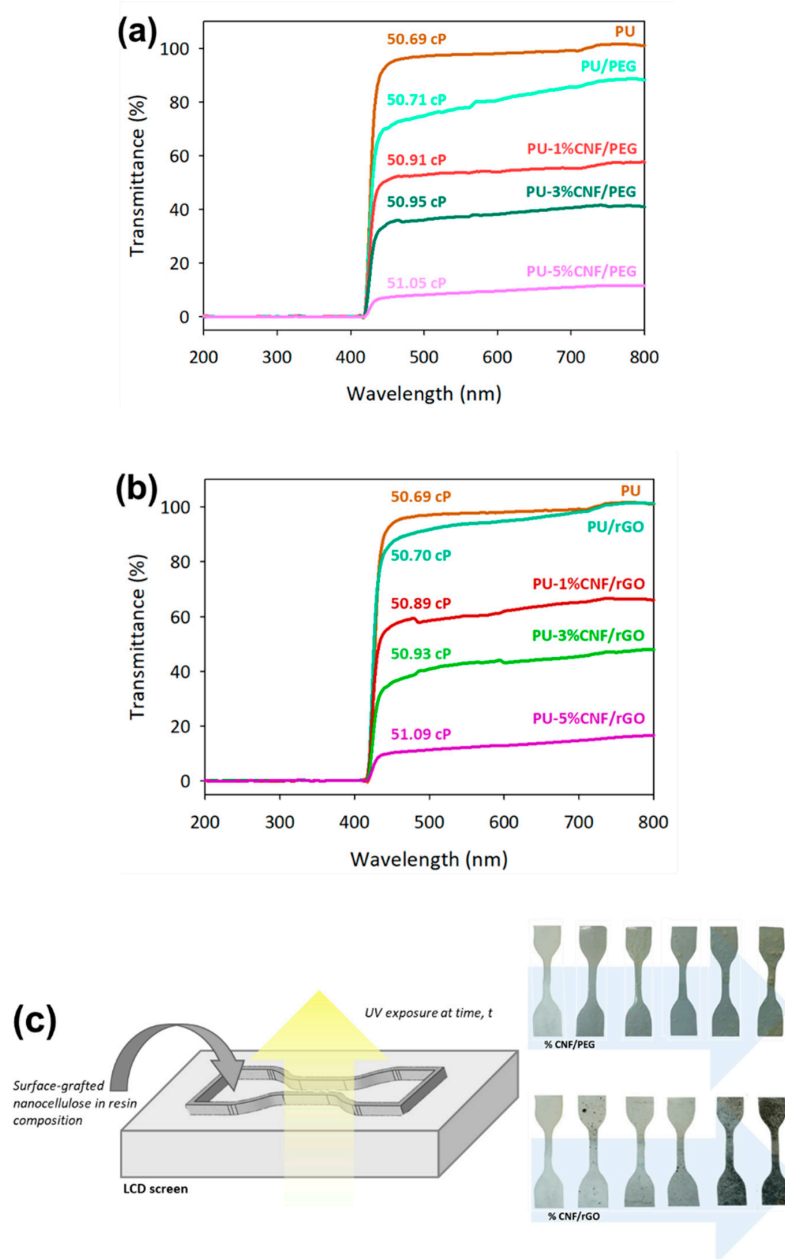 (a)
Transmittance (%)
100
80
60
40
20
0
50.69 cP
PU
PU/PEG
50.71 cP
PU-1%CNF/PEG
50.91 cP
PU-3%CNF/PEG
50.95 cP
PU-5%CNF/PEG
51.05 cP
200 300 400 500 600 700 800
Wavelength (nm)
(b)
Transmittance (%)
100
80
60
40
20
0
50.69 cP
PU
PU/rGO
50.70 cP
PU-1%CNF/rGO
50.89 cP
PU-3%CNF/rGO
50.93 cP
PU-5%CNF/rGO
51.09 cP
200 300 400 500 600 700 800
Wavelength (nm)
(c)
UV exposure at time, t
Surface-grafted
nanocellulose in resin
composition
LCD screen
% CNF/PEG
% CNF/rGO